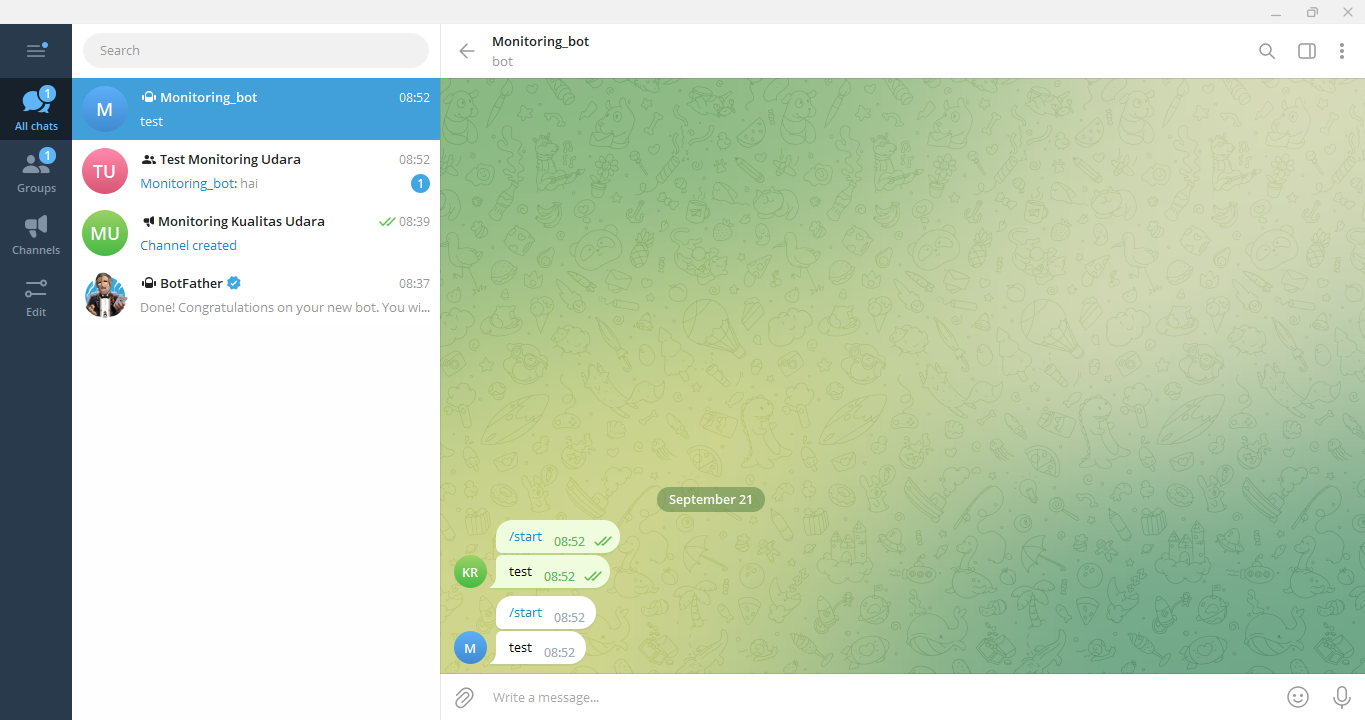 Search
Monitoring_bot
bot
1
All chats
1
Groups
Channels
Edit
M
Monitoring_bot
08:52
test
TU
Test Monitoring Udara
08:52
Monitoring_bot: hai
1
MU
Monitoring Kualitas Udara
08:39
Channel created
BotFather
08:37
Done! Congratulations on your new bot. You wi...
September 21
/start 08:52
KR
test 08:52
/start 08:52
M
test 08:52
Write a message...